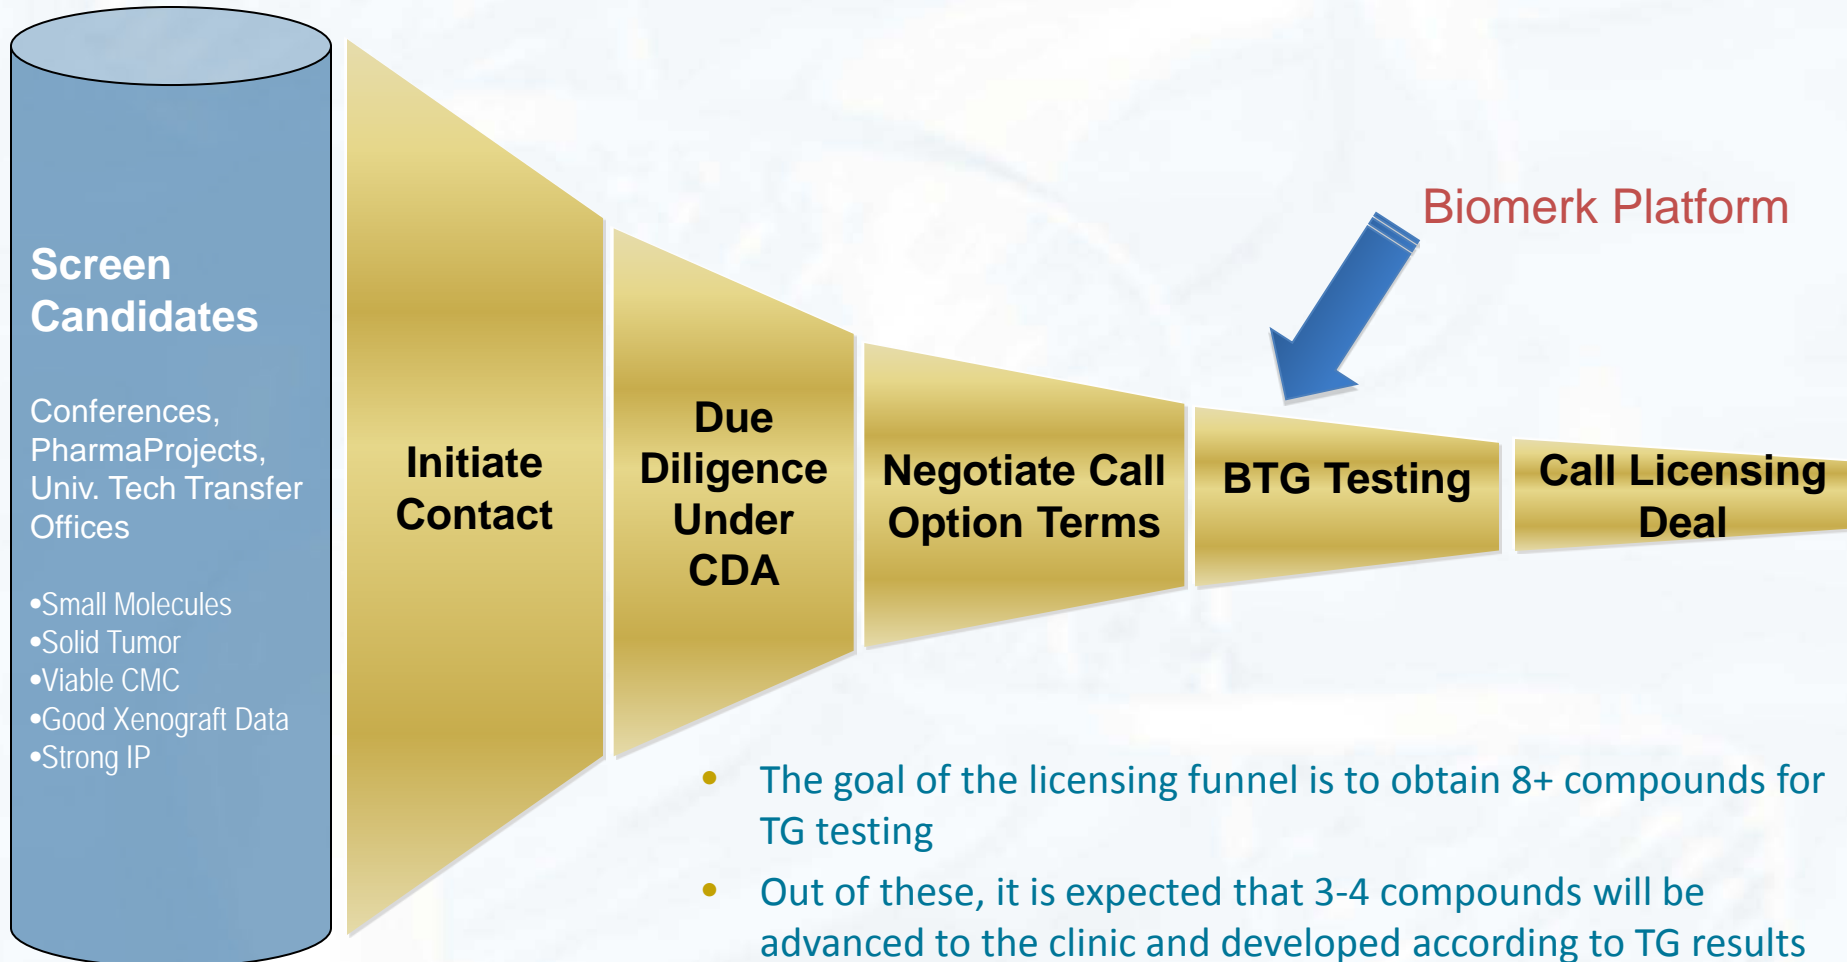 Screen
Candidates
Conferences,
PharmaProjects,
Univ. Tech Transfer
Offices
•Small Molecules
•Solid Tumor
•Viable CMC
•Good Xenograft Data
•Strong IP
Initiate
Contact
Due
Diligence
Under
CDA
Negotiate Call
Option Terms
Biomerk Platform
BTG Testing
Call Licensing
Deal
• The goal of the licensing funnel is to obtain 8+ compounds for
TG testing
• Out of these, it is expected that 3-4 compounds will be
advanced to the clinic and developed according to TG results